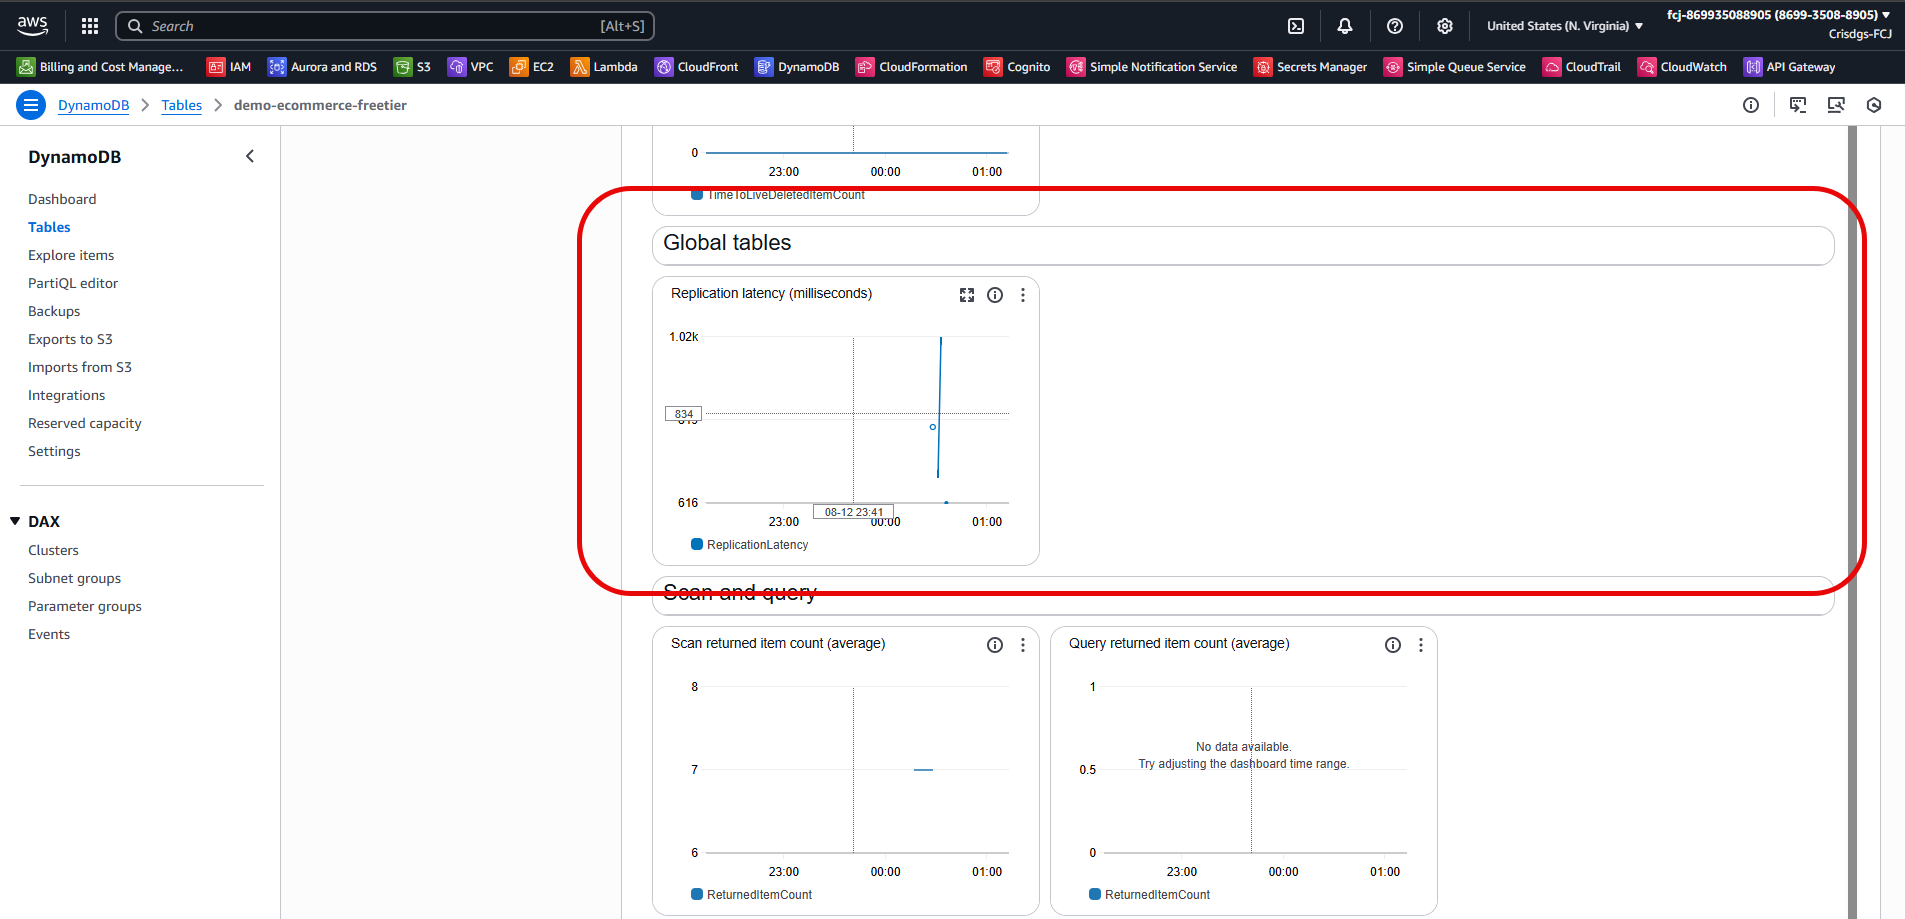 aws
Search
[Alt+S]
United States (N. Virginia)
fcj-869935088905 (8699-3508-8905)
Crisdgs-FCJ
Billing and Cost Manage...
IAM
Aurora and RDS
S3
VPC
EC2
Lambda
CloudFront
DynamoDB
CloudFormation
Cognito
Simple Notification Service
Secrets Manager
Simple Queue Service
CloudTrail
CloudWatch
API Gateway
DynamoDB
Tables
demo-ecommerce-freetier
DynamoDB
Dashboard
Tables
Explore items
PartiQL editor
Backups
Exports to S3
Imports from S3
Integrations
Reserved capacity
Settings
DAX
Clusters
Subnet groups
Parameter groups
Events
0
23:00
00:00
01:00
TimeToLiveDeletedItemCount
Global tables
Replication latency (milliseconds)
1.02k
834
616
08-12 23:41
23:00
00:00
01:00
ReplicationLatency
Scan and query
Scan returned item count (average)
8
7
6
23:00
00:00
01:00
ReturnedItemCount
Query returned item count (average)
1
No data available.
Try adjusting the dashboard time range.
0.5
0
23:00
00:00
01:00
ReturnedItemCount